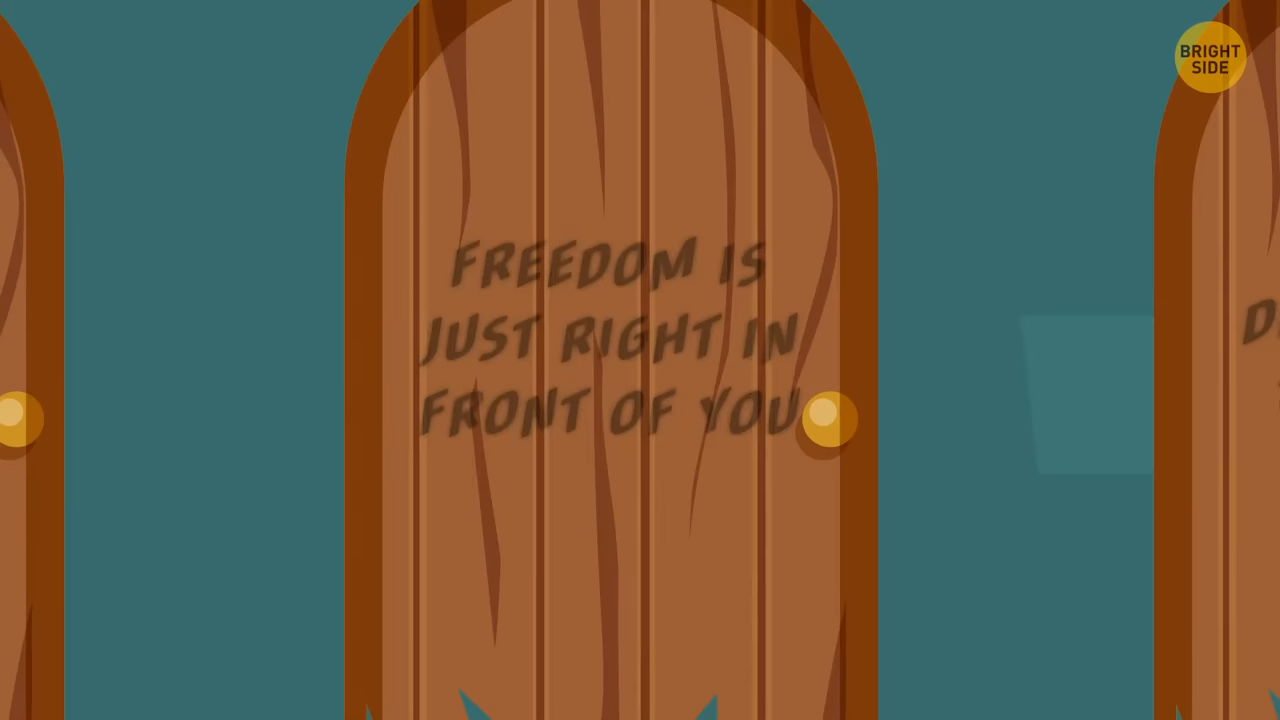 BRIGHT
SIDE
FREEDOM IS
JUST RIGHT IN
FRONT OF YOU